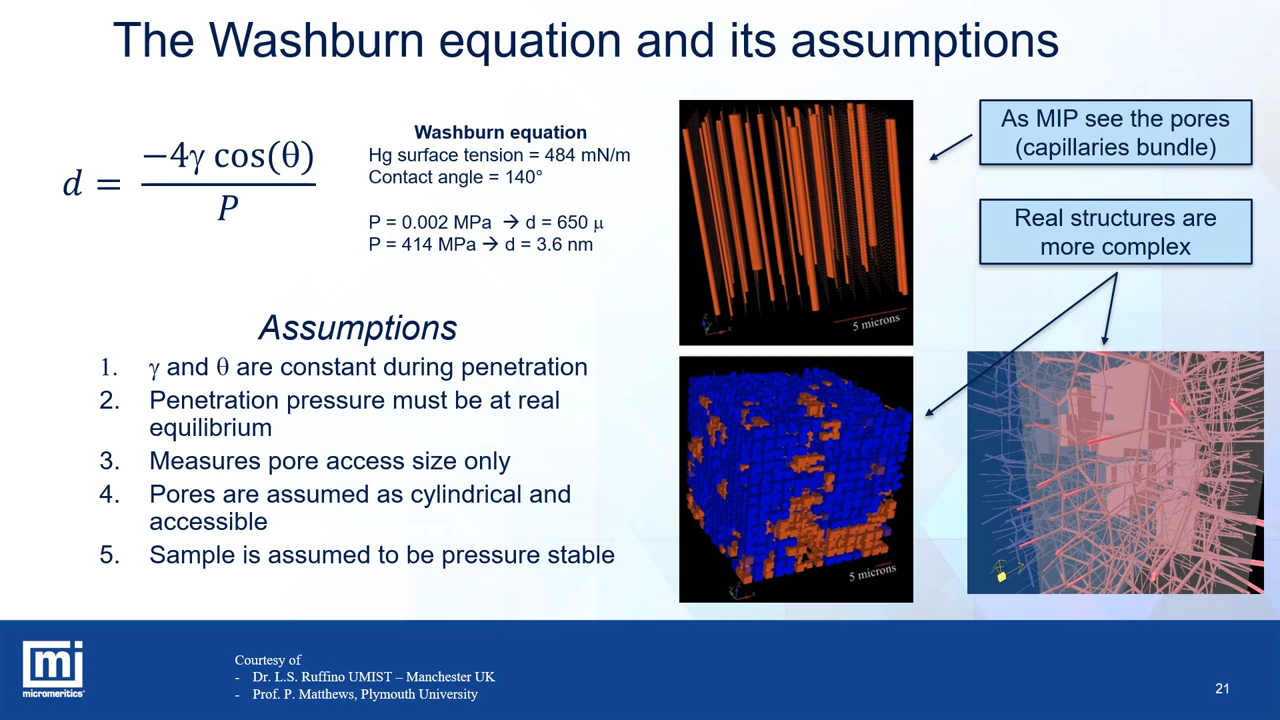 The Washburn equation and its assumptions
d = −4γ cos(θ) / P
Washburn equation
Hg surface tension = 484 mN/m
Contact angle = 140°
P = 0.002 MPa → d = 650 μ
P = 414 MPa → d = 3.6 nm
Assumptions
1. γ and θ are constant during penetration
2. Penetration pressure must be at real
equilibrium
3. Measures pore access size only
4. Pores are assumed as cylindrical and
accessible
5. Sample is assumed to be pressure stable
5 microns
5 microns
As MIP see the pores
(capillaries bundle)
Real structures are
more complex
mi
micromeritics
Courtesy of
- Dr. L.S. Ruffino UMIST – Manchester UK
- Prof. P. Matthews, Plymouth University
21